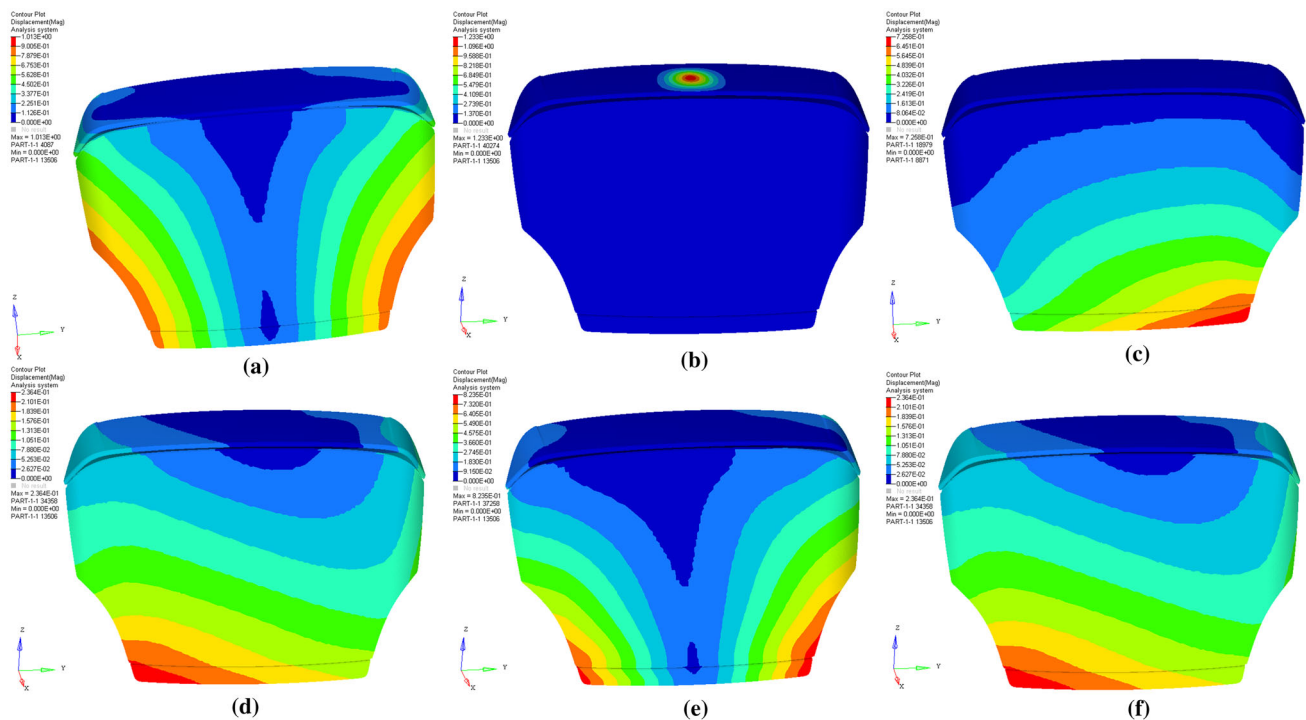 Contour Plot
Displacement(Mag)
Analysis system
1.013E+00
9.005E-01
7.879E-01
6.753E-01
5.628E-01
4.502E-01
3.377E-01
2.251E-01
1.126E-01
0.000E+00
No result
Max = 1.013E+00
PART-1-1 4087
Min = 0.000E+00
PART-1-1 13506
Z
Y
X
(a)
Contour Plot
Displacement(Mag)
Analysis system
1.233E+00
1.096E+00
9.588E-01
8.218E-01
6.849E-01
5.479E-01
4.109E-01
2.739E-01
1.370E-01
0.000E+00
No result
Max = 1.233E+00
PART-1-1 40274
Min = 0.000E+00
PART-1-1 13506
Z
Y
X
(b)
Contour Plot
Displacement(Mag)
Analysis system
7.258E-01
6.451E-01
5.645E-01
4.839E-01
4.032E-01
3.226E-01
2.419E-01
1.613E-01
8.064E-02
0.000E+00
No result
Max = 7.258E-01
PART-1-1 18979
Min = 0.000E+00
PART-1-1 8871
Z
Y
X
(c)
Contour Plot
Displacement(Mag)
Analysis system
2.364E-01
2.101E-01
1.839E-01
1.576E-01
1.313E-01
1.051E-01
7.880E-02
5.253E-02
2.627E-02
0.000E+00
No result
Max = 2.364E-01
PART-1-1 34358
Min = 0.000E+00
PART-1-1 13506
Z
Y
X
(d)
Contour Plot
Displacement(Mag)
Analysis system
8.235E-01
7.320E-01
6.405E-01
5.490E-01
4.575E-01
3.660E-01
2.745E-01
1.830E-01
9.150E-02
0.000E+00
No result
Max = 8.235E-01
PART-1-1 37258
Min = 0.000E+00
PART-1-1 13506
Z
Y
X
(e)
Contour Plot
Displacement(Mag)
Analysis system
2.364E-01
2.101E-01
1.839E-01
1.576E-01
1.313E-01
1.051E-01
7.880E-02
5.253E-02
2.627E-02
0.000E+00
No result
Max = 2.364E-01
PART-1-1 34358
Min = 0.000E+00
PART-1-1 13506
Z
Y
X
(f)